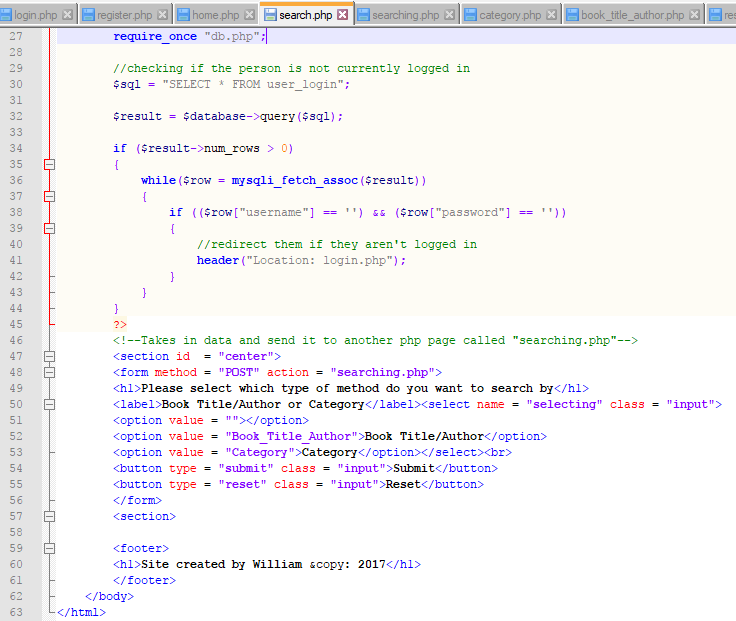 login.php register.php home.php search.php searching.php category.php book_title_author.php
27 require_once "db.php";
28
29 //checking if the person is not currently logged in
30 $sql = "SELECT * FROM user_login";
31
32 $result = $database->query($sql);
33
34 if ($result->num_rows > 0)
35 {
36 while($row = mysqli_fetch_assoc($result))
37 {
38 if (($row["username"] == '') && ($row["password"] == ''))
39 {
40 //redirect them if they aren't logged in
41 header("Location: login.php");
42 }
43 }
44 }
45 ?>
46 <!--Takes in data and send it to another php page called "searching.php"-->
47 <section id  = "center">
48 <form method = "POST" action = "searching.php">
49 <h1>Please select which type of method do you want to search by</h1>
50 <label>Book Title/Author or Category</label><select name = "selecting" class = "input">
51 <option value = ""></option>
52 <option value = "Book_Title_Author">Book Title/Author</option>
53 <option value = "Category">Category</option></select><br>
54 <button type = "submit" class = "input">Submit</button>
55 <button type = "reset" class = "input">Reset</button>
56 </form>
57 <section>
58
59 <footer>
60 <h1>Site created by William &copy: 2017</h1>
61 </footer>
62 </body>
63 </html>